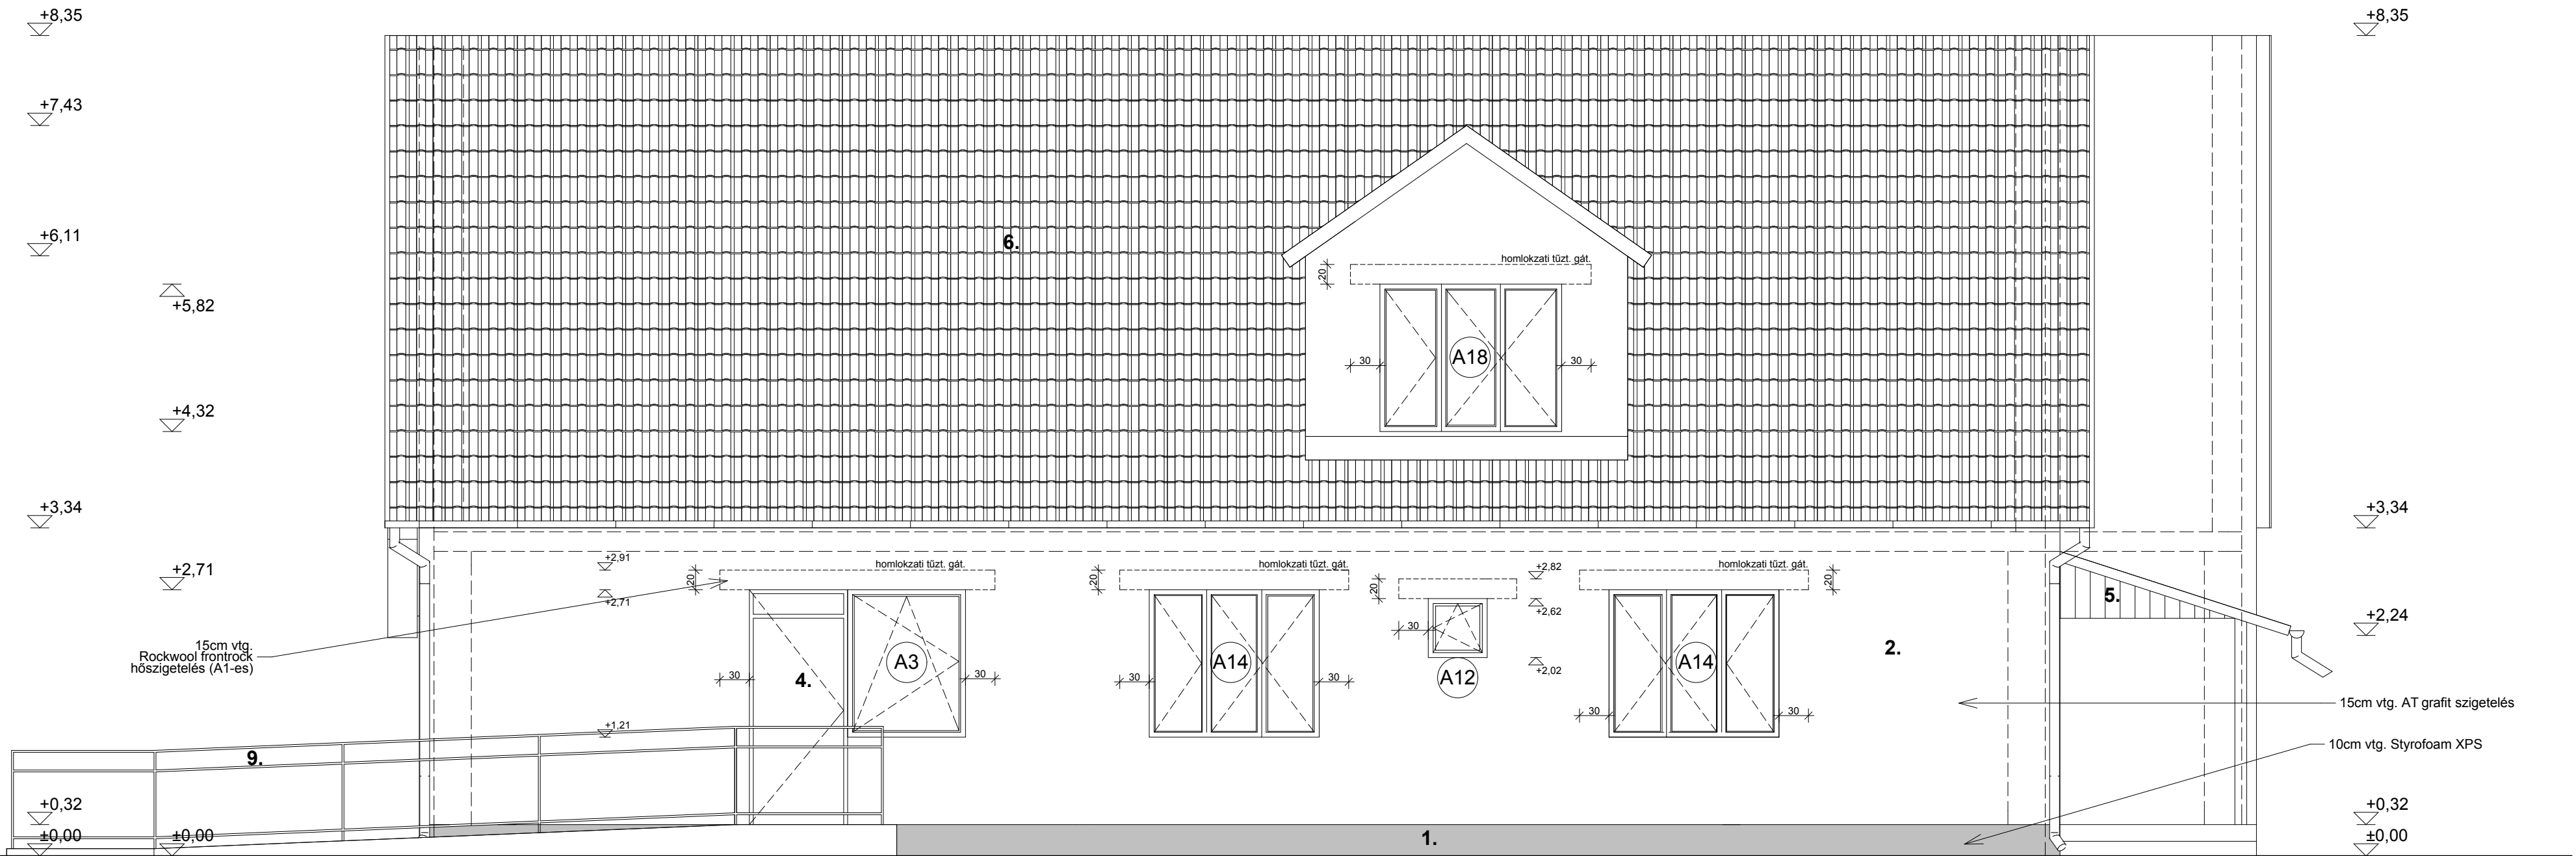 +8,35
+8,35
+7,43
+6,11
6.
homlokzati tűzt. gát.
20
+5,82
30
A18
30
+4,32
+3,34
+3,34
+2,91
homlokzati tűzt. gát.
homlokzati tűzt. gát.
+2,82
homlokzati tűzt. gát.
+2,71
20
20
20
20
+2,71
+2,62
5.
+2,24
30
15cm vtg.
Rockwool frontrock
hőszigetelés (A1-es)
2.
A3
A14
A14
+2,02
30
4.
30
30
30
A12
30
30
15cm vtg. AT grafit szigetelés
+1,21
10cm vtg. Styrofoam XPS
9.
+0,32
+0,32
±0,00
±0,00
1.
±0,00